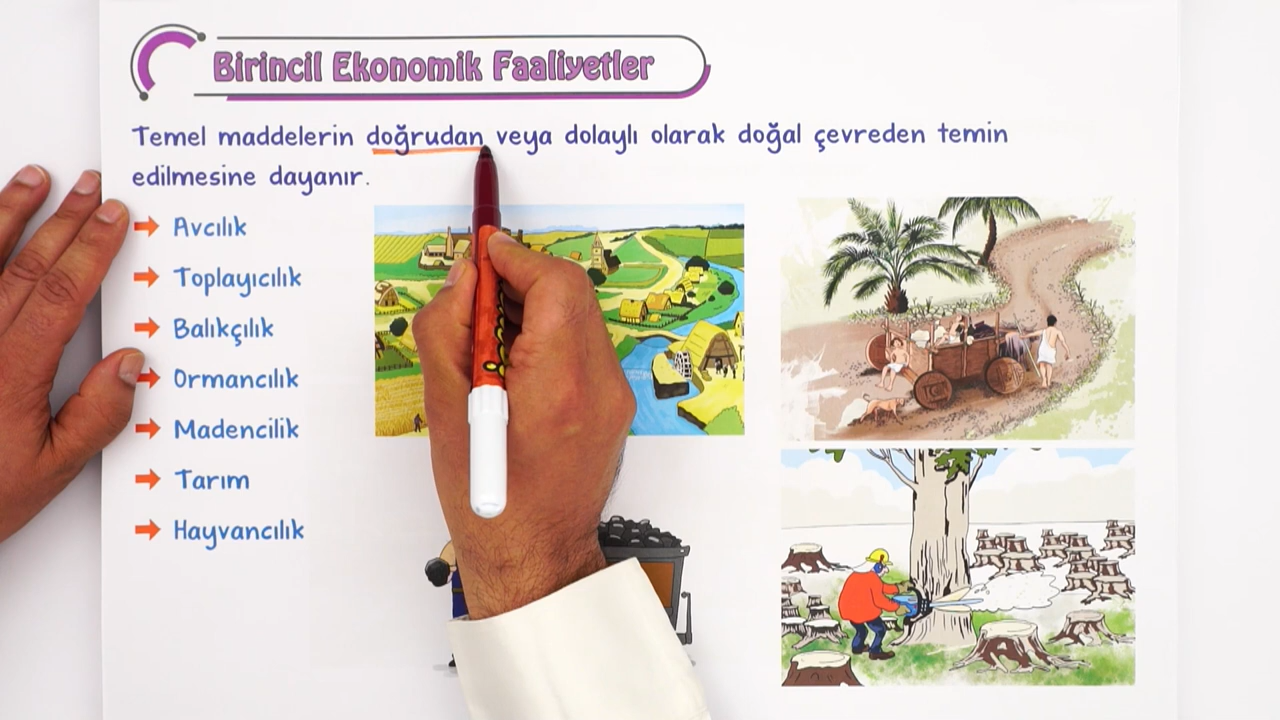 Birincil Ekonomik Faaliyetler
Temel maddelerin doğrudan veya dolaylı olarak doğal çevreden temin
edilmesine dayanır.
Avcılık
Toplayıcılık
Balıkçılık
Ormancılık
Madencilik
Tarım
Hayvancılık